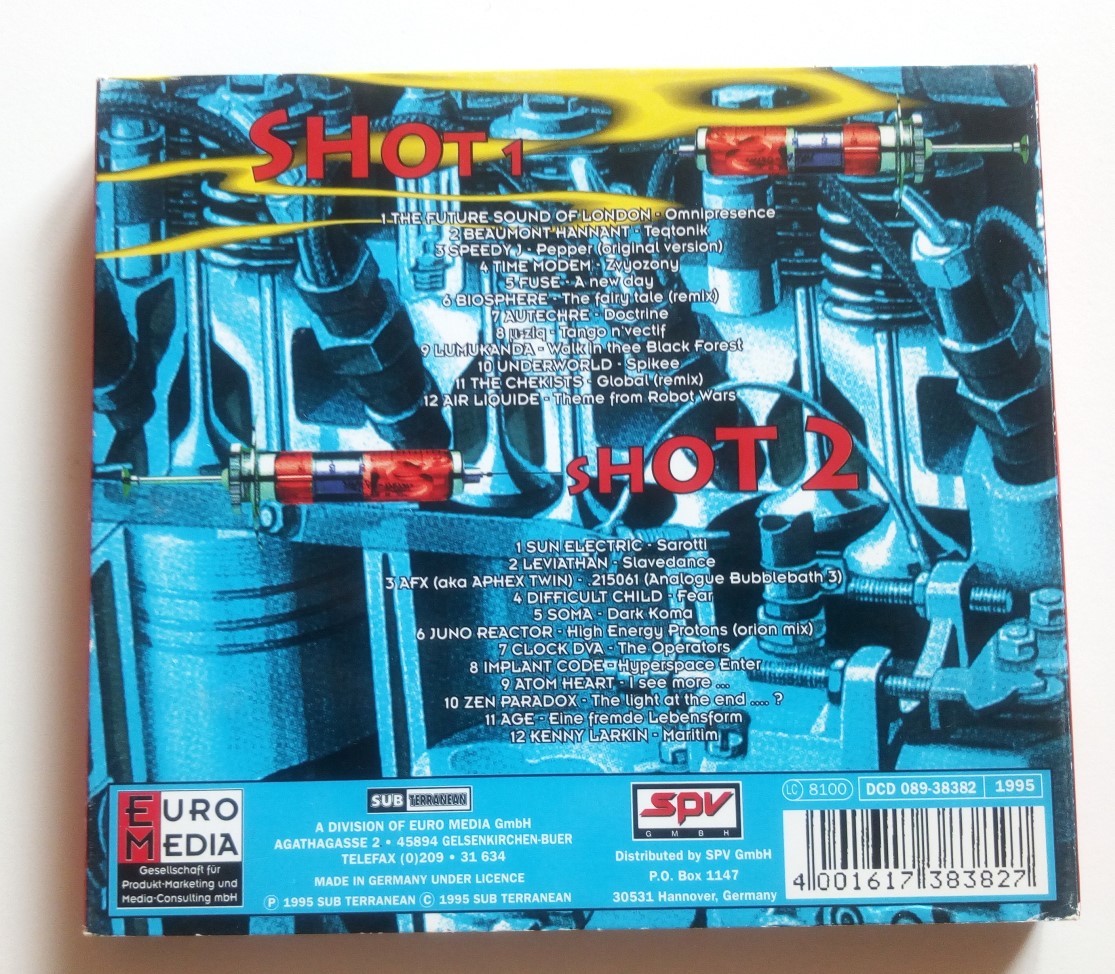 SHOT 1
1 THE FUTURE SOUND OF LONDON - Omnipresence
2 BEAUMONT HANNANT - Teqtonik
3 SPEEDY J - Pepper (original version)
4 TIME MODEM - Zvyozony
5 FUSE - A new day
6 BIOSPHERE - The fairy tale (remix)
7 AUTECHRE - Doctrine
8 µ-ziq - Tango n'vectif
9 LUMUKANDA - Walk in thee Black Forest
10 UNDERWORLD - Spikee
11 THE CHEKISTS - Global (remix)
12 AIR LIQUIDE - Theme from Robot Wars
SHOT 2
1 SUN ELECTRIC - Sarotti
2 LEVIATHAN - Slavedance
3 AFX (aka APHEX TWIN) - .215061 (Analogue Bubblebath 3)
4 DIFFICULT CHILD - Fear
5 SOMA - Dark Koma
6 JUNO REACTOR - High Energy Protons (orion mix)
7 CLOCK DVA - The Operators
8 IMPLANT CODE - Hyperspace Enter
9 ATOM HEART - I see more ...
10 ZEN PARADOX - The light at the end .... ?
11 AGE - Eine fremde Lebensform
12 KENNY LARKIN - Maritim
EURO
MEDIA
Gesellschaft für
Produkt-Marketing und
Media-Consulting mbH
SUB TERRANEAN
A DIVISION OF EURO MEDIA GmbH
AGATHAGASSE 2 • 45894 GELSENKIRCHEN-BUER
TELEFAX (0)209 • 31 634
MADE IN GERMANY UNDER LICENCE
Ⓟ 1995 SUB TERRANEAN Ⓒ 1995 SUB TERRANEAN
SPV
GMBH
Distributed by SPV GmbH
P.O. Box 1147
30531 Hannover, Germany
LC 8100 DCD 089-38382 1995
4 001617 383827